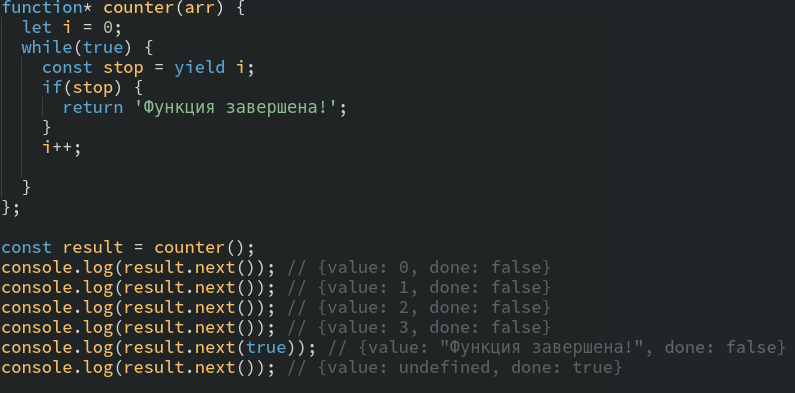 function* counter(arr) {
let i = 0;
while(true) {
const stop = yield i;
if(stop) {
return 'Функция завершена!';
}
i++;
}
};
const result = counter();
console.log(result.next()); // {value: 0, done: false}
console.log(result.next()); // {value: 1, done: false}
console.log(result.next()); // {value: 2, done: false}
console.log(result.next()); // {value: 3, done: false}
console.log(result.next(true)); // {value: "Функция завершена!", done: false}
console.log(result.next()); // {value: undefined, done: true}